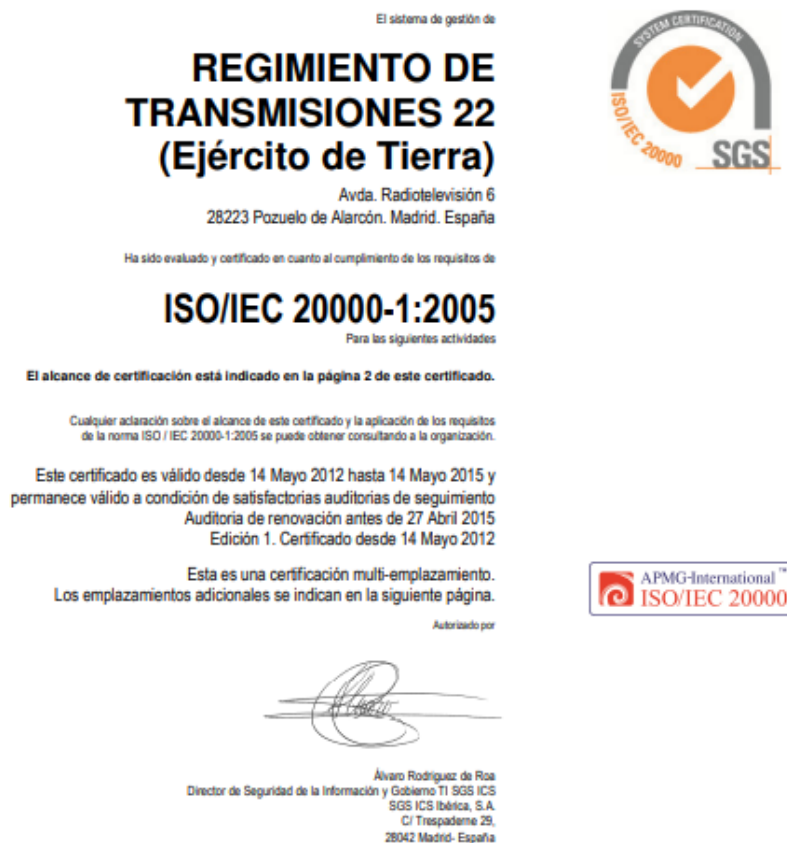 El sistema de gestión de
REGIMIENTO DE
TRANSMISIONES 22
(Ejército de Tierra)
Avda. Radiotelevisión 6
28223 Pozuelo de Alarcón. Madrid. España
Ha sido evaluado y certificado en cuanto al cumplimiento de los requisitos de
ISO/IEC 20000-1:2005
Para las siguientes actividades
El alcance de certificación está indicado en la página 2 de este certificado.
Cualquier aclaración sobre el alcance de este certificado y la aplicación de los requisitos
de la norma ISO / IEC 20000-1:2005 se puede obtener consultando a la organización.
Este certificado es válido desde 14 Mayo 2012 hasta 14 Mayo 2015 y
permanece válido a condición de satisfactorias auditorias de seguimiento
Auditoria de renovación antes de 27 Abril 2015
Edición 1. Certificado desde 14 Mayo 2012
Esta es una certificación multi-emplazamiento.
Los emplazamientos adicionales se indican en la siguiente página.
Autorizado por
Álvaro Rodríguez de Roa
Director de Seguridad de la Información y Gobierno TI SGS ICS
SGS ICS Ibérica, S.A.
C/ Trespaderne 29,
28042 Madrid- España
SYSTEM CERTIFICATION
ISO/IEC 20000
SGS
APMG-International ™
ISO/IEC 20000